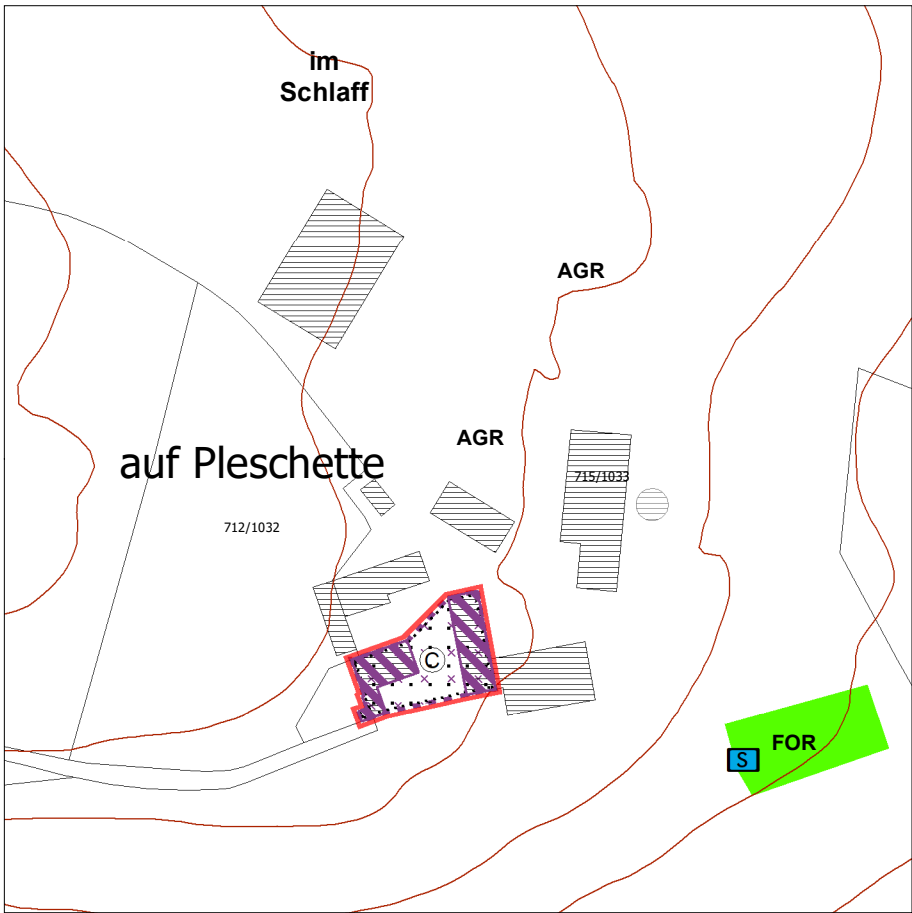 im
Schlaff
AGR
AGR
auf Pleschette
715/1033
712/1032
C
FOR
S